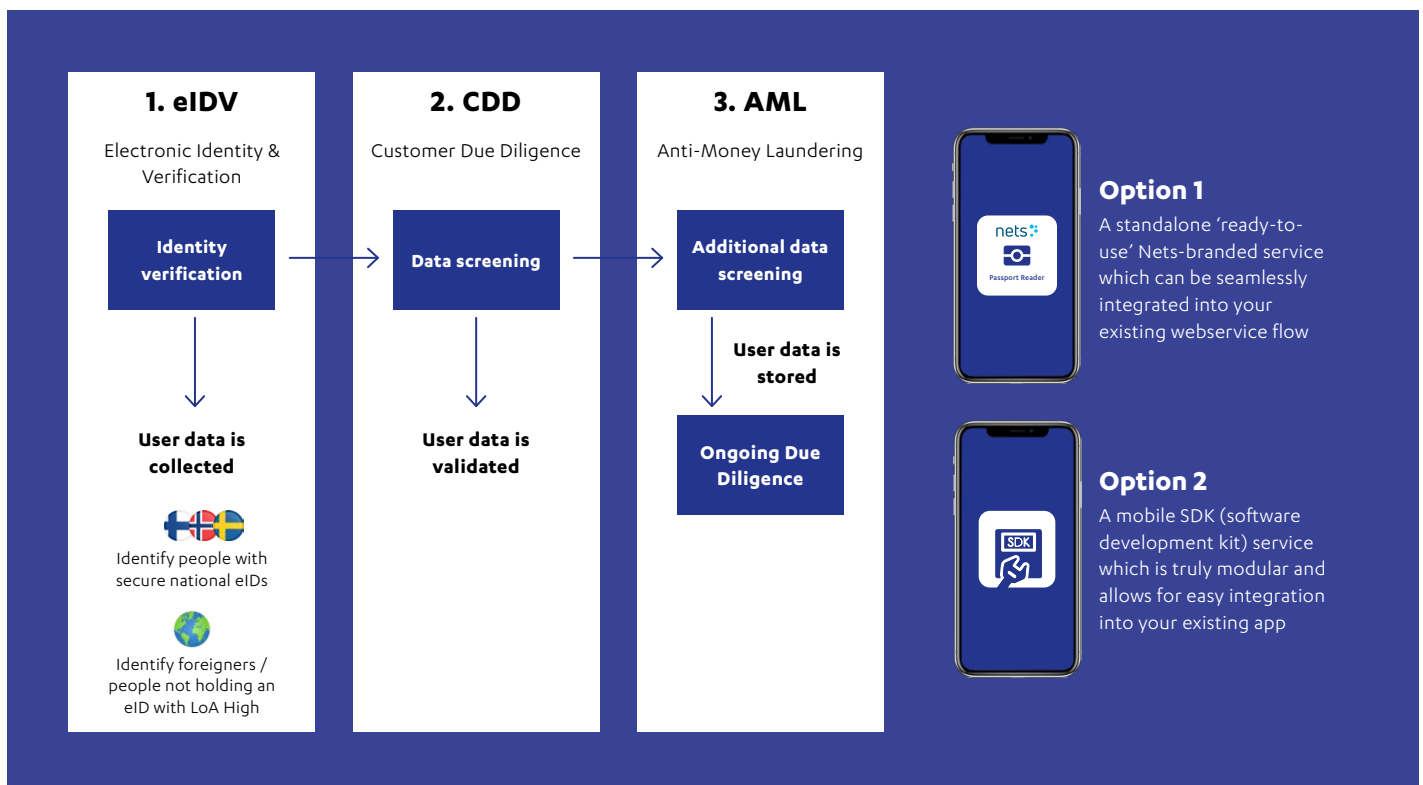 1. eIDV
Electronic Identity &
Verification
Identity
verification
User data is
collected
Identify people with
secure national eIDs
Identify foreigners /
people not holding an
eID with LoA High
2. CDD
Customer Due Diligence
Data screening
User data is
validated
3. AML
Anti-Money Laundering
Additional data
screening
User data is
stored
Ongoing Due
Diligence
nets
Passport Reader
Option 1
A standalone ‘ready-to-
use’ Nets-branded service
which can be seamlessly
integrated into your
existing webservice flow
SDK
Option 2
A mobile SDK (software
development kit) service
which is truly modular and
allows for easy integration
into your existing app